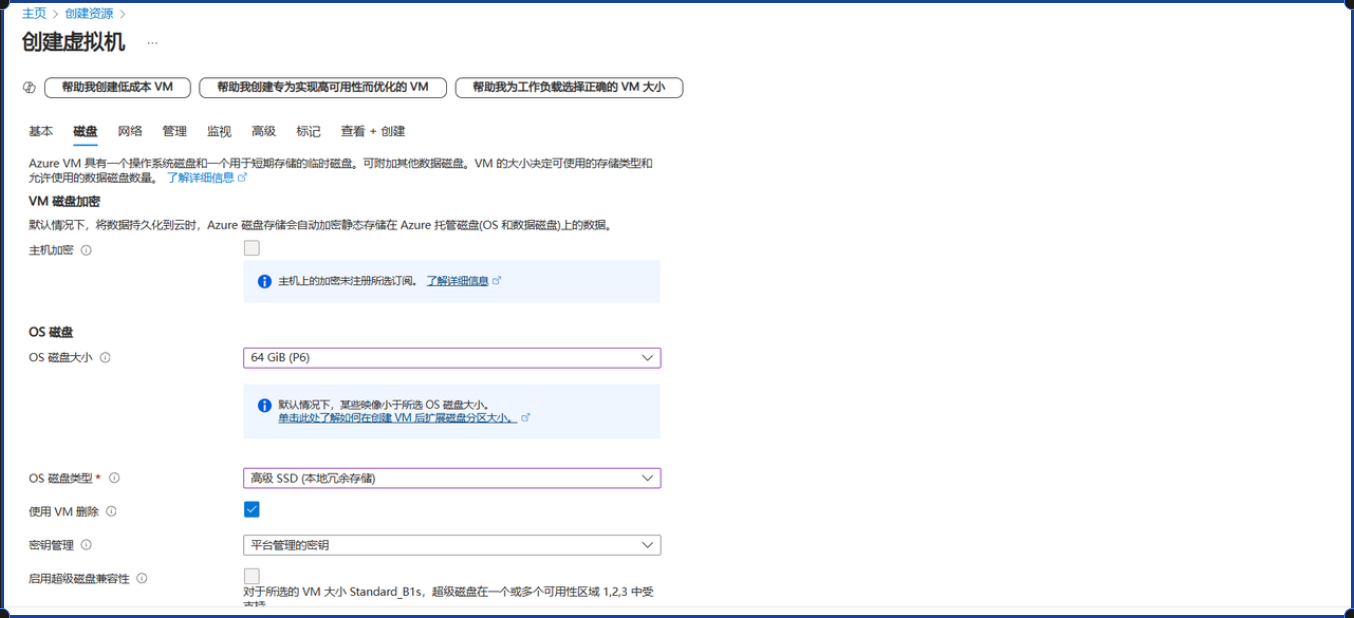 主页 > 创建资源 >
创建虚拟机 ...
帮助我创建低成本 VM 帮助我创建专为实现高可用性而优化的 VM 帮助我为工作负载选择正确的 VM 大小
基本 磁盘 网络 管理 监视 高级 标记 查看 + 创建
Azure VM 具有一个操作系统磁盘和一个用于短期存储的临时磁盘。可附加其他数据磁盘。VM 的大小决定可使用的存储类型和
允许使用的数据磁盘数量。 了解详细信息
VM 磁盘加密
默认情况下，将数据持久化到云时，Azure 磁盘存储会自动加密静态存储在 Azure 托管磁盘(OS 和数据磁盘)上的数据。
主机加密
主机上的加密未注册所选订阅。 了解详细信息
OS 磁盘
OS 磁盘大小 64 GiB (P6)
默认情况下，某些映像小于所选 OS 磁盘大小。
单击此处了解如何在创建 VM 后扩展磁盘分区大小。
OS 磁盘类型 * 高级 SSD (本地冗余存储)
使用 VM 删除
密钥管理 平台管理的密钥
启用超级磁盘兼容性
对于所选的 VM 大小 Standard_B1s，超级磁盘在一个或多个可用性区域 1,2,3 中受
支持